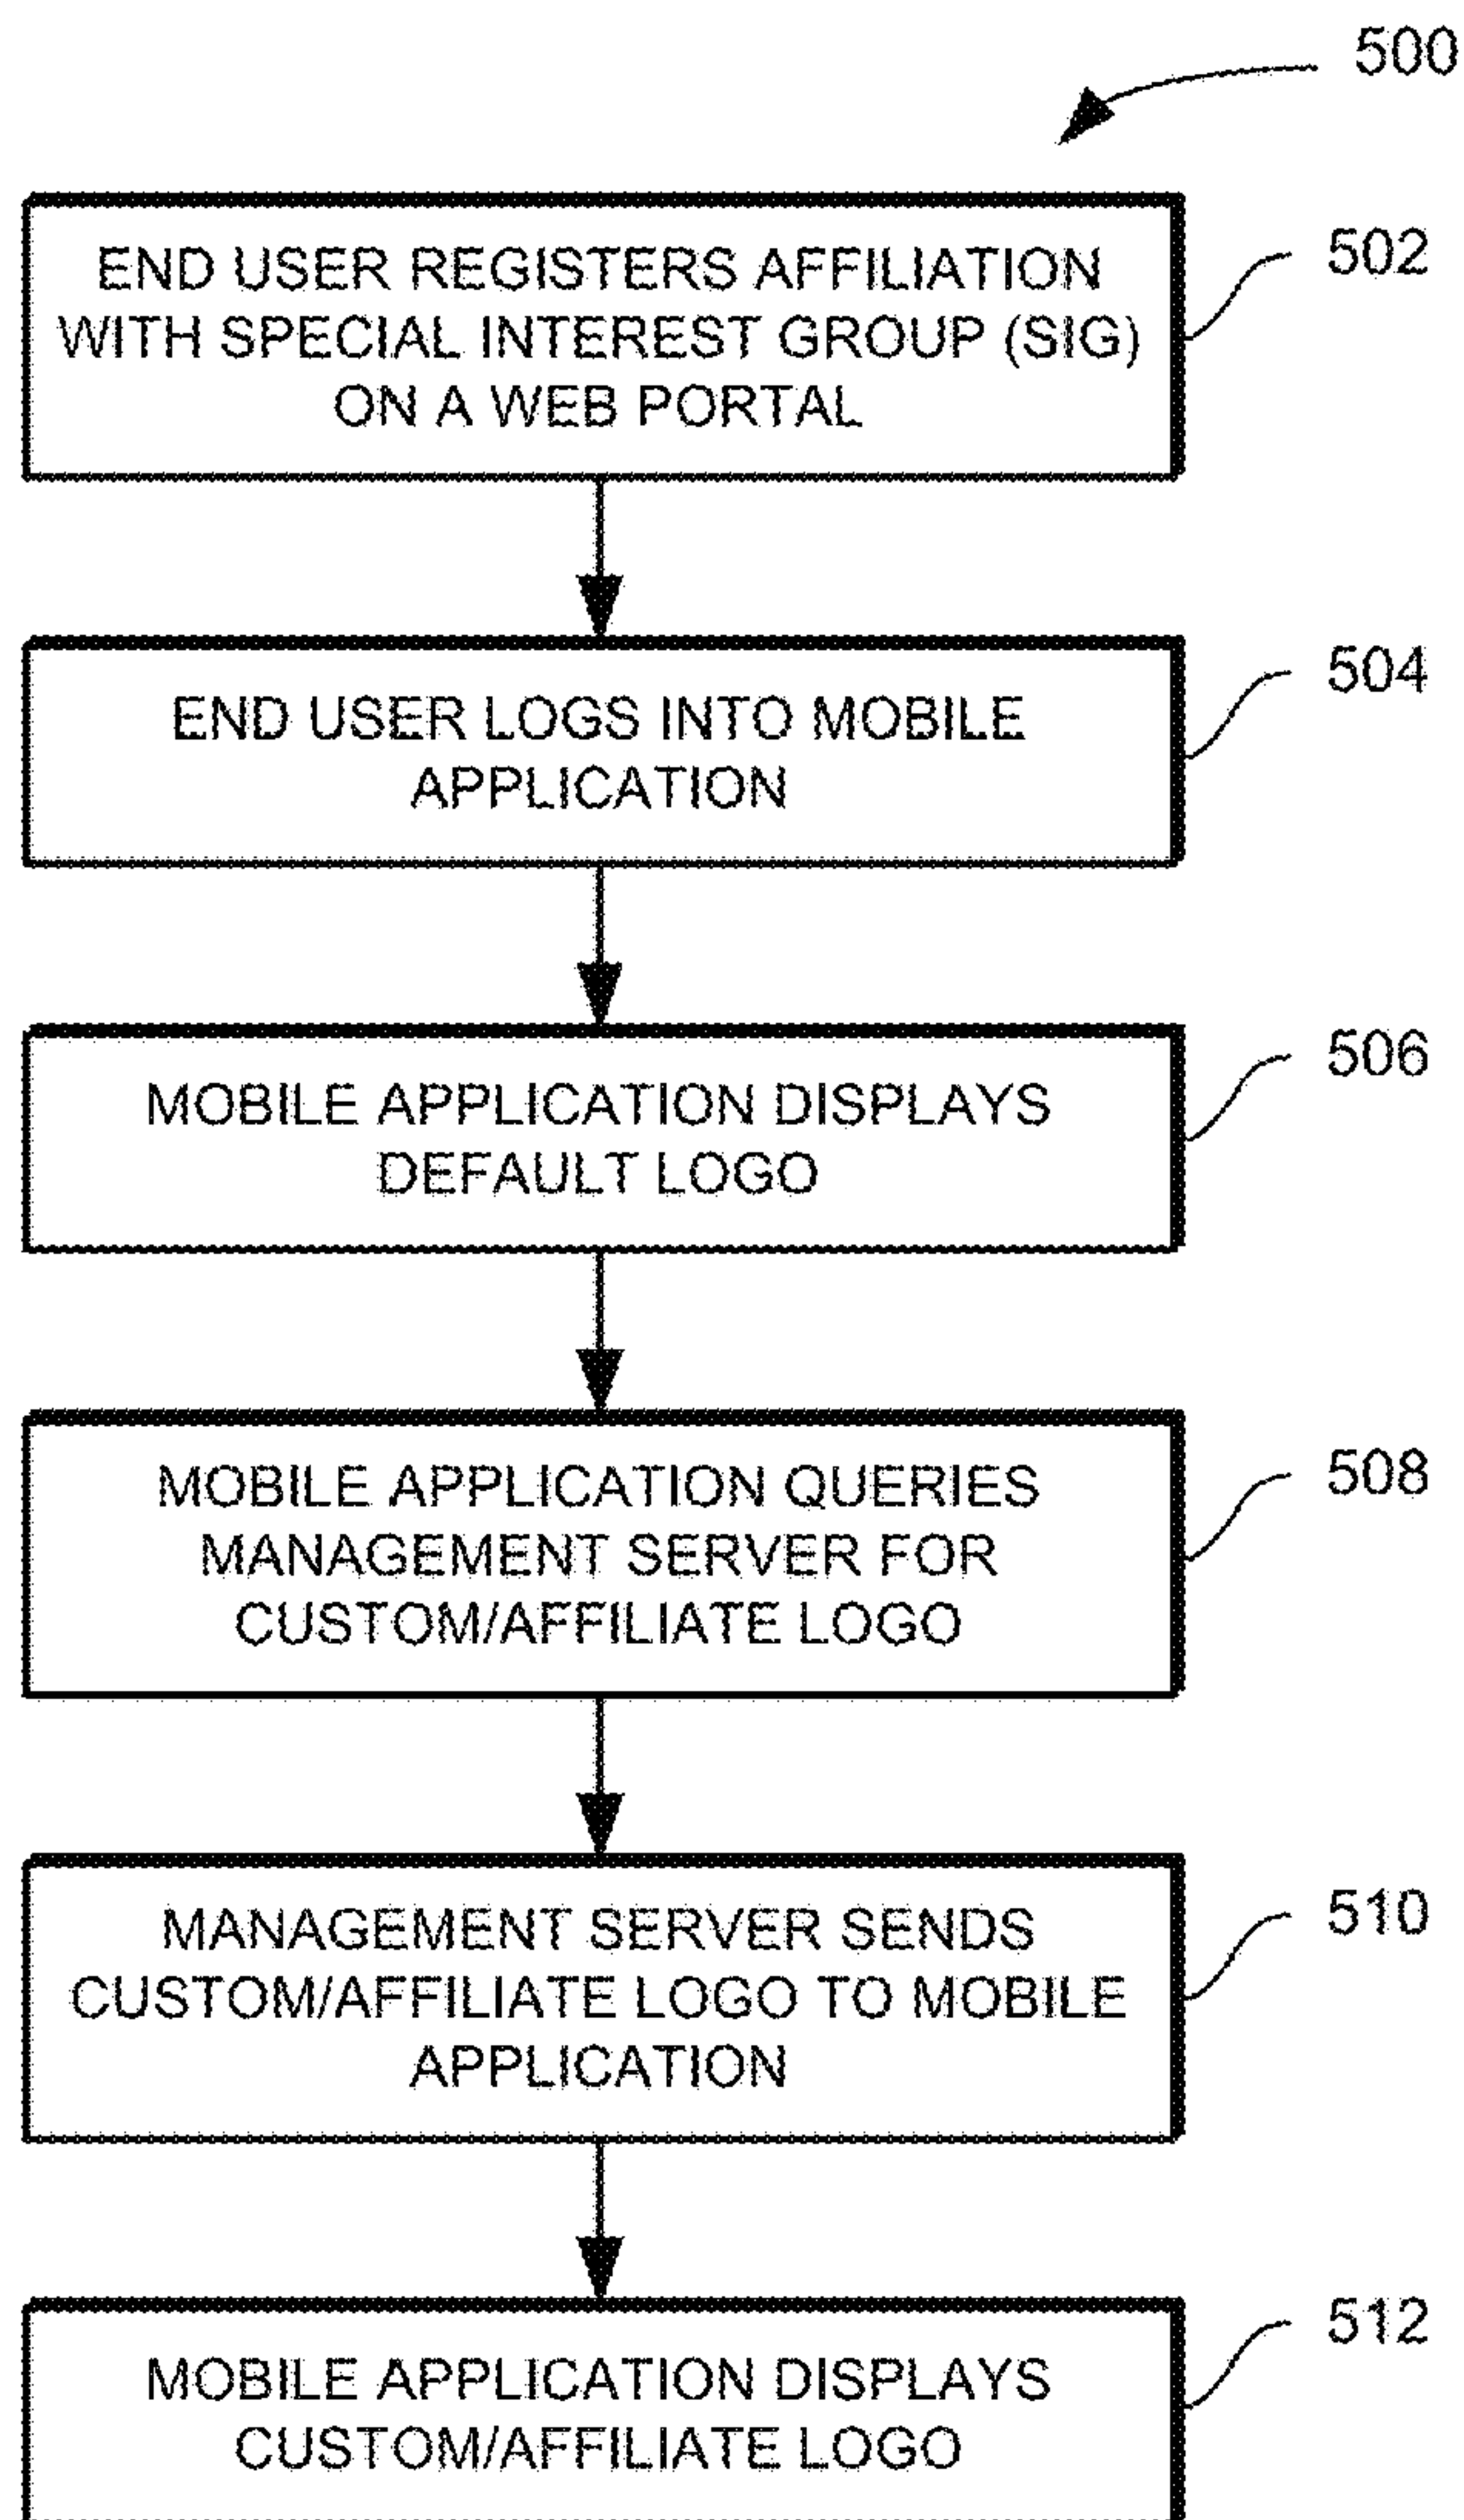 500
END USER REGISTERS AFFILIATION
WITH SPECIAL INTEREST GROUP (SIG)
ON A WEB PORTAL
502
END USER LOGS INTO MOBILE
APPLICATION
504
MOBILE APPLICATION DISPLAYS
DEFAULT LOGO
506
MOBILE APPLICATION QUERIES
MANAGEMENT SERVER FOR
CUSTOM/AFFILIATE LOGO
508
MANAGEMENT SERVER SENDS
CUSTOM/AFFILIATE LOGO TO MOBILE
APPLICATION
510
MOBILE APPLICATION DISPLAYS
CUSTOM/AFFILIATE LOGO
512